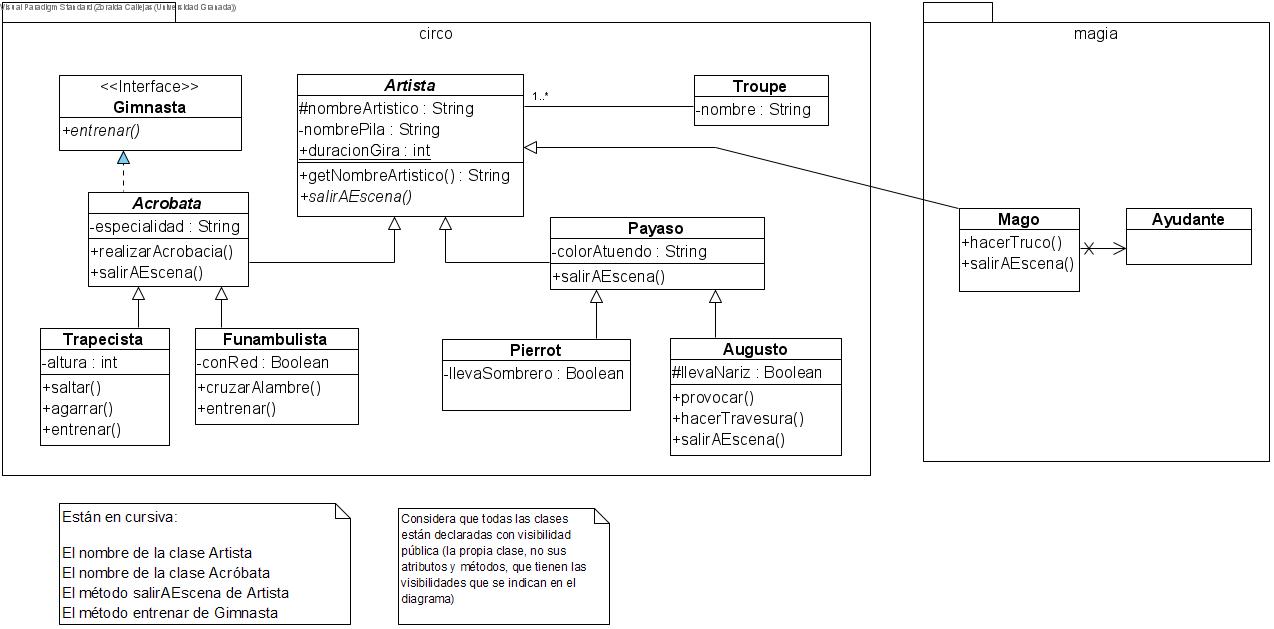 Visual Paradigm Standard (Zoraida Callejas (Universidad Granada))
circo
magia
<<Interface>>
Gimnasta
+entrenar()
Artista
#nombreArtistico : String
-nombrePila : String
+duracionGira : int
+getNombreArtistico() : String
+salirAEscena()
1..*
Troupe
-nombre : String
Acrobata
-especialidad : String
+realizarAcrobacia()
+salirAEscena()
Payaso
-colorAtuendo : String
+salirAEscena()
Mago
+hacerTruco()
+salirAEscena()
Ayudante
Trapecista
-altura : int
+saltar()
+agarrar()
+entrenar()
Funambulista
-conRed : Boolean
+cruzarAlambre()
+entrenar()
Pierrot
-llevaSombrero : Boolean
Augusto
#llevaNariz : Boolean
+provocar()
+hacerTravesura()
+salirAEscena()
Están en cursiva:
El nombre de la clase Artista
El nombre de la clase Acróbata
El método salirAEscena de Artista
El método entrenar de Gimnasta
Considera que todas las clases
están declaradas con visibilidad
pública (la propia clase, no sus
atributos y métodos, que tienen las
visibilidades que se indican en el
diagrama)